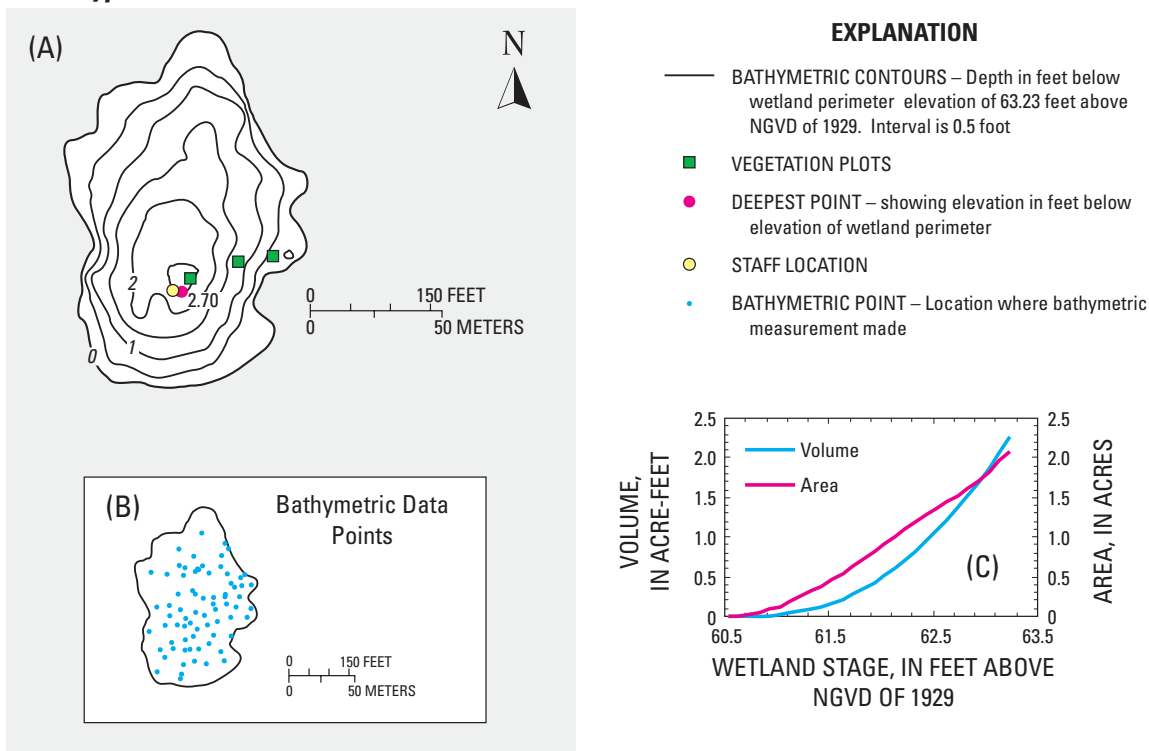 (A)
N
2
2.70
1
0
0 150 FEET
0 50 METERS
(B)
Bathymetric Data
Points
0 150 FEET
0 50 METERS
EXPLANATION
BATHYMETRIC CONTOURS – Depth in feet below
wetland perimeter elevation of 63.23 feet above
NGVD of 1929. Interval is 0.5 foot
VEGETATION PLOTS
DEEPEST POINT – showing elevation in feet below
elevation of wetland perimeter
STAFF LOCATION
BATHYMETRIC POINT – Location where bathymetric
measurement made
VOLUME,
IN ACRE-FEET
2.5
2.0
1.5
1.0
0.5
0
Volume
Area
(C)
2.5
2.0
1.5
1.0
0.5
0
AREA, IN ACRES
60.5 61.5 62.5 63.5
WETLAND STAGE, IN FEET ABOVE
NGVD OF 1929